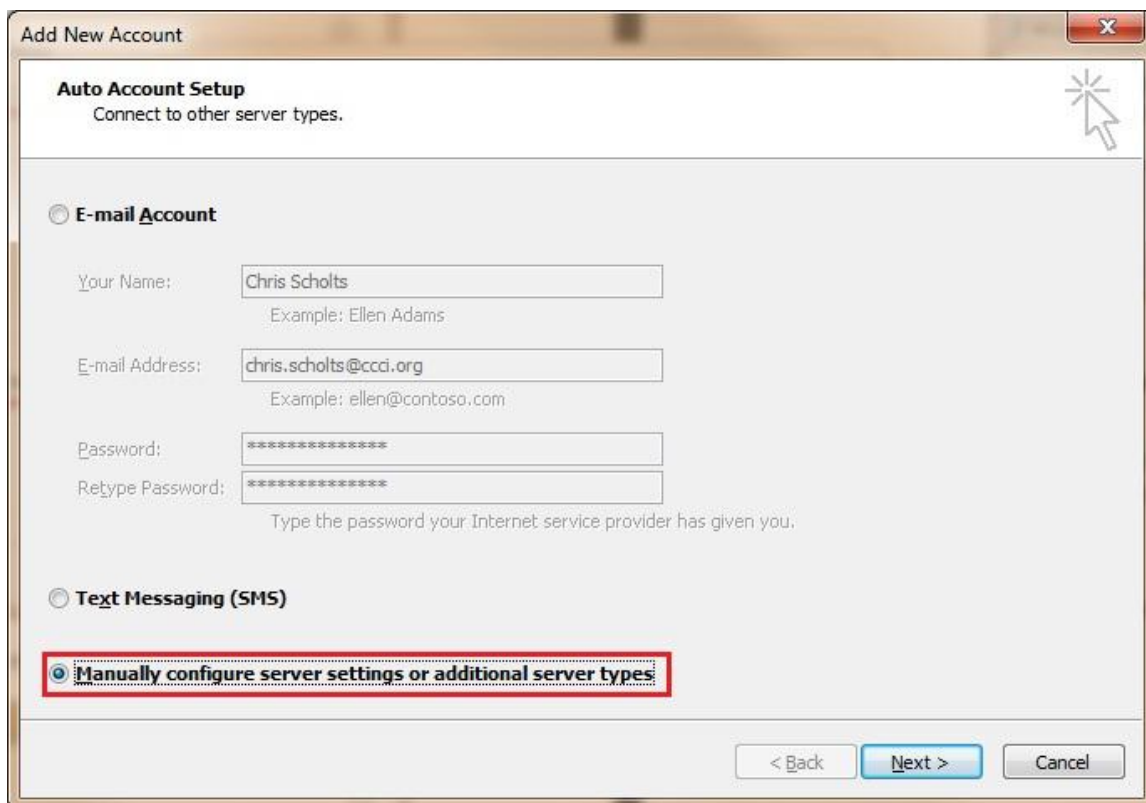 Add New Account
Auto Account Setup
Connect to other server types.
E-mail Account
Your Name: Chris Scholts
Example: Ellen Adams
E-mail Address: chris.scholts@ccci.org
Example: ellen@contoso.com
Password: **************
Retype Password: **************
Type the password your Internet service provider has given you.
Text Messaging (SMS)
Manually configure server settings or additional server types
< Back Next > Cancel